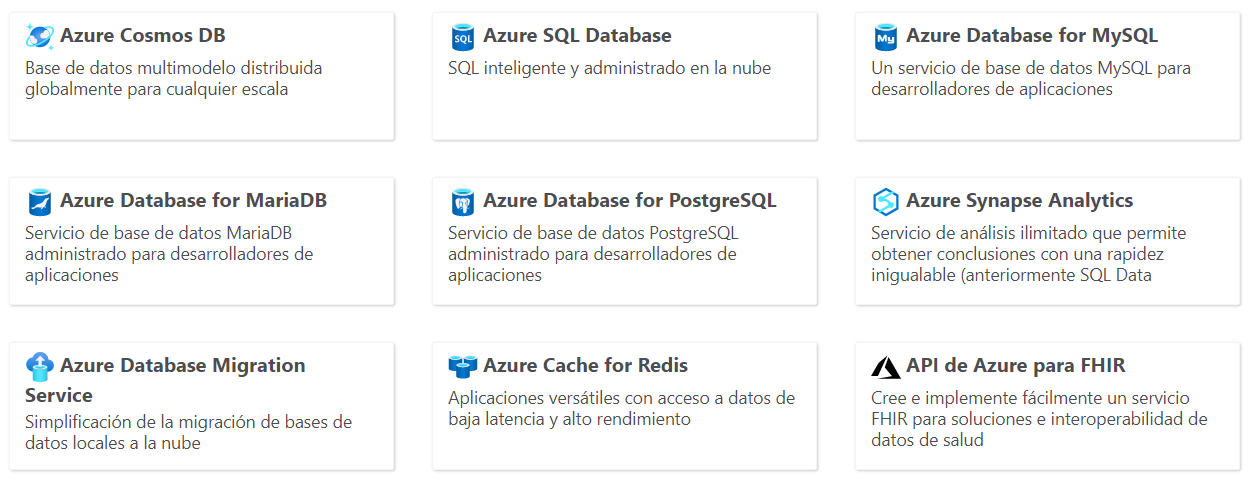 Azure Cosmos DB
Base de datos multimodelo distribuida
globalmente para cualquier escala
SQL
Azure SQL Database
SQL inteligente y administrado en la nube
My
Azure Database for MySQL
Un servicio de base de datos MySQL para
desarrolladores de aplicaciones
Azure Database for MariaDB
Servicio de base de datos MariaDB
administrado para desarrolladores de
aplicaciones
Azure Database for PostgreSQL
Servicio de base de datos PostgreSQL
administrado para desarrolladores de
aplicaciones
Azure Synapse Analytics
Servicio de análisis ilimitado que permite
obtener conclusiones con una rapidez
inigualable (anteriormente SQL Data
Azure Database Migration
Service
Simplificación de la migración de bases de
datos locales a la nube
Azure Cache for Redis
Aplicaciones versátiles con acceso a datos de
baja latencia y alto rendimiento
API de Azure para FHIR
Cree e implemente fácilmente un servicio
FHIR para soluciones e interoperabilidad de
datos de salud